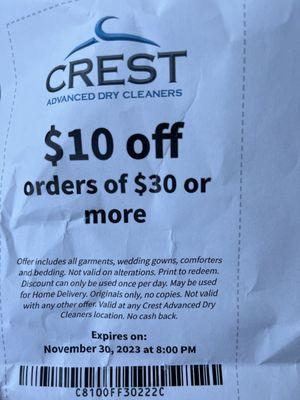 CREST
ADVANCED DRY CLEANERS
$10 off
orders of $30 or
more
Offer includes all garments, wedding gowns, comforters
and bedding. Not valid on alterations. Print to redeem.
Discount can only be used once per day. May be used
for Home Delivery. Originals only, no copies. Not valid
with any other offer. Valid at any Crest Advanced Dry
Cleaners location. No cash back.
Expires on:
November 30, 2023 at 8:00 PM
C8100FF30222C